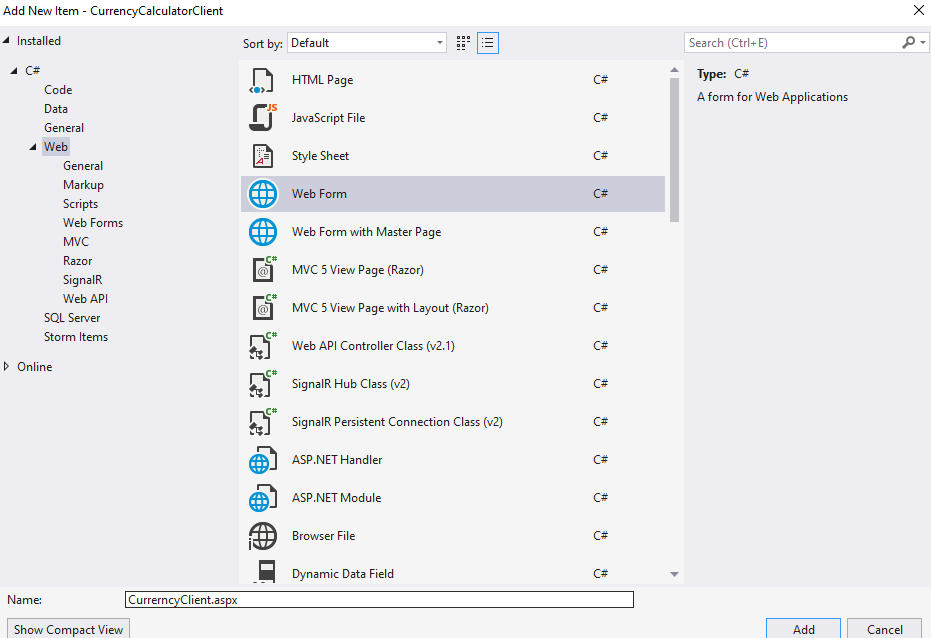 Add New Item - CurrencyCalculatorClient
Installed
Sort by: Default
Search (Ctrl+E)
C#
Code
Data
General
Web
General
Markup
Scripts
Web Forms
MVC
Razor
SignalR
Web API
SQL Server
Storm Items
Online
HTML Page C#
JavaScript File C#
Style Sheet C#
Web Form C#
Web Form with Master Page C#
MVC 5 View Page (Razor) C#
MVC 5 View Page with Layout (Razor) C#
Web API Controller Class (v2.1) C#
SignalR Hub Class (v2) C#
SignalR Persistent Connection Class (v2) C#
ASP.NET Handler C#
ASP.NET Module C#
Browser File C#
Dynamic Data Field C#
Type: C#
A form for Web Applications
Name: CurrerncyClient.aspx
Show Compact View
Add Cancel